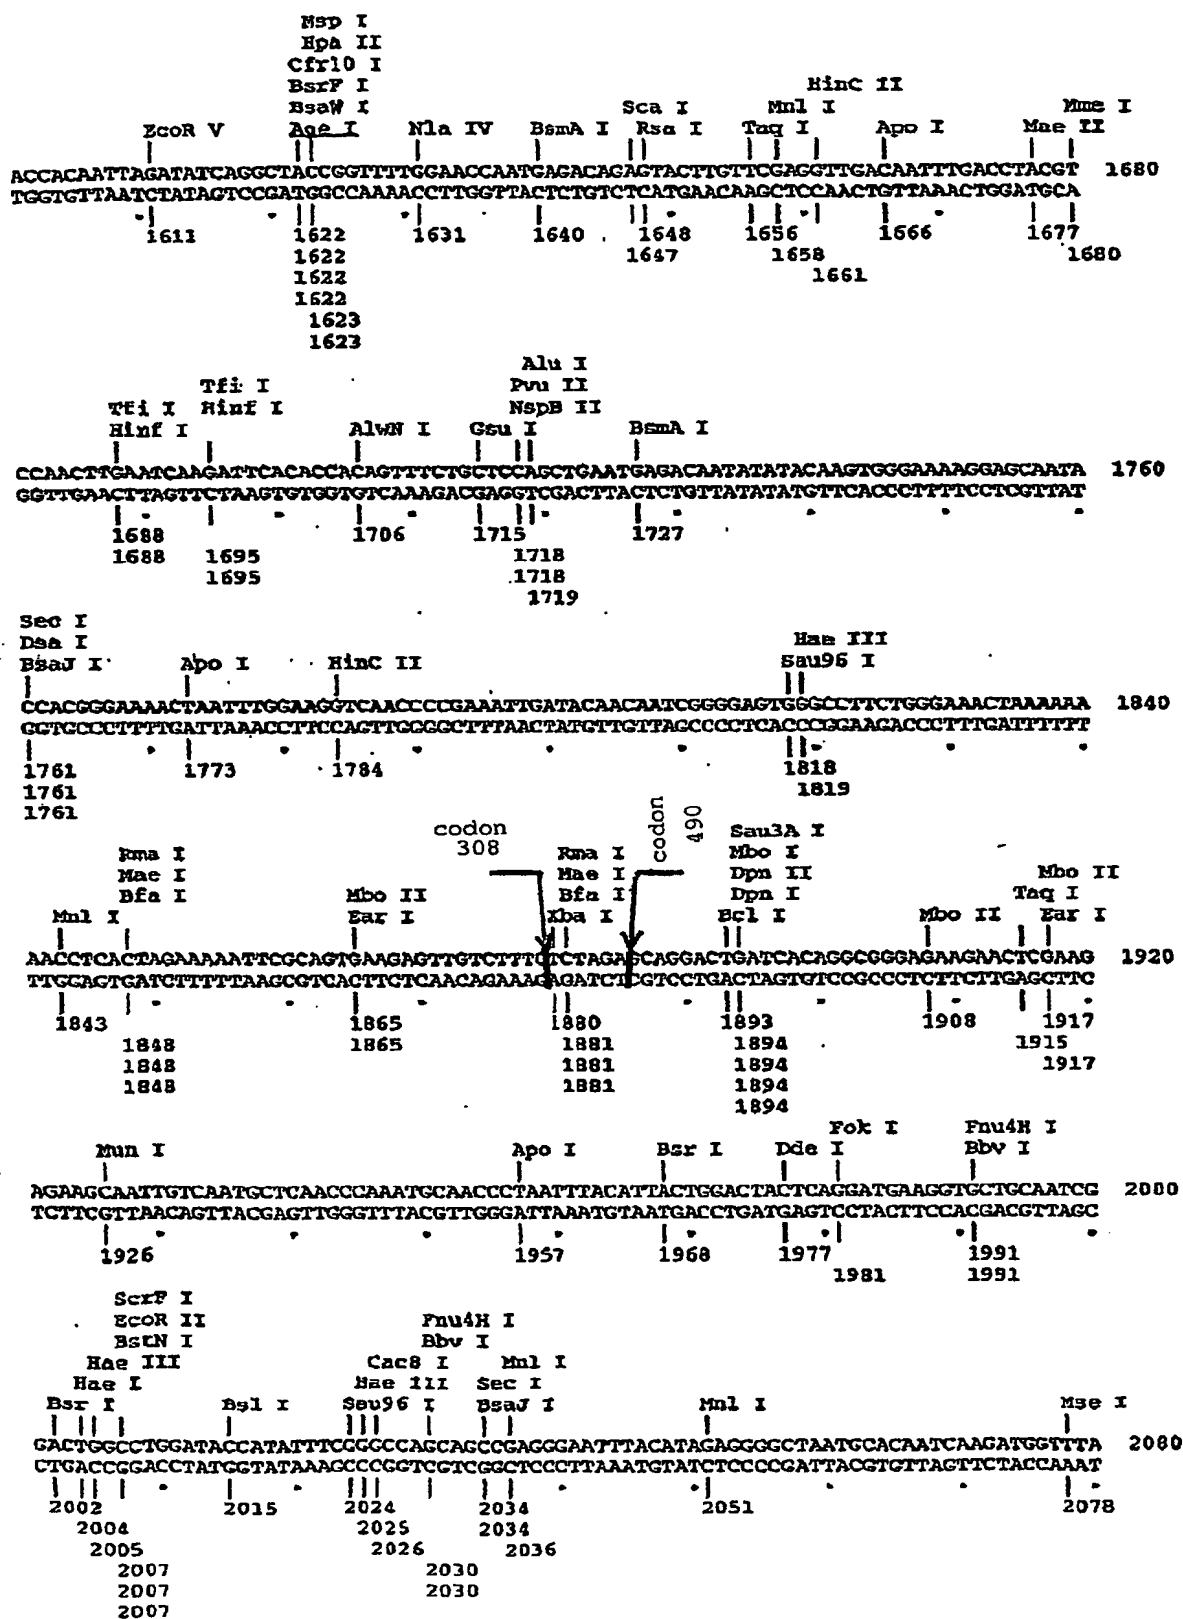 Msp I
Hpa II
Cfr10 I
BsrF I HinC II
BsaW I Sca I Mnl I Mme I
EcoR V Age I Nla IV BsmA I Rsa I Taq I Apo I Mae II
ACCACAATTAGATATCAGGCTACCGGTTTTGGAACCAATGAGACAGAGTACTTGTTCGAGGTTGACAATTTGACCTACGT 1680
TGGTGTTAATCTATAGTCCGATGGCCAAAACCTTGGTTACTCTGTCTCATGAACAAGCTCCAACTGTTAAACTGGATGCA
1611 1622 1631 1640 1648 1656 1666 1677
1622 1647 1658 1680
1622 1661
1622
1623
1623
Alu I
Tfi I Pvu II
Tfi I Hinf I NspB II
Hinf I AlwN I Gsu I BsmA I
CCAACTTGAATCAAGATTCACACCACAGTTTCTGCTCCAGCTGAATGAGACAATATATACAAGTGGGAAAAGGAGCAATA 1760
GGTTGAACTTAGTTCTAAGTGTGGTGTCAAAGACGAGGTCGACTTACTCTGTTATATATGTTCACCCTTTTCCTCGTTAT
1688 1706 1715 1727
1688 1695 1718
1695 1718
1719
Sec I
Dsa I Hae III
BsaJ I Apo I HinC II Sau96 I
CCACGGGAAAACTAATTTGGAAGGTCAACCCCGAAATTGATACAACAATCGGGGAGTGGGCCTTCTGGGAAACTAAAAAA 1840
GGTGCCCTTTTGATTAAACCTTCCAGTTGGGGCTTTAACTATGTTGTTAGCCCCTCACCCGGAAGACCCTTTGATTTTTT
1761 1773 1784 1818
1761 1819
1761
codon
308
codon
490
Sau3A I
Rma I Rma I Mbo I
Mae I Mae I Dpn II Mbo II
Bfa I Mbo II Bfa I Dpn I Taq I
Mnl I Ear I Xba I Bcl I Mbo II Ear I
AACCTCACTAGAAAAATTCGCAGTGAAGAGTTGTCTTTCTCTAGAGCAGGACTGATCACAGGCGGGAGAAGAACTCGAAG 1920
TTGGAGTGATCTTTTTAAGCGTCACTTCTCAACAGAAAGAGATCTCGTCCTGACTAGTGTCCGCCCTCTTCTTGAGCTTC
1843 1865 1880 1893 1908 1917
1848 1865 1881 1894 1915
1848 1881 1894 1917
1848 1881 1894
1894
Fok I Fnu4H I
Mun I Apo I Bsr I Dde I Bbv I
AGAAGCAATTGTCAATGCTCAACCCAAATGCAACCCTAATTTACATTACTGGACTACTCAGGATGAAGGTGCTGCAATCG 2000
TCTTCGTTAACAGTTACGAGTTGGGTTTACGTTGGGATTAAATGTAATGACCTGATGAGTCCTACTTCCACGACGTTAGC
1926 1957 1968 1977 1991
1981 1991
ScrF I
EcoR II Fnu4H I
BstN I Bbv I
Hae III Cac8 I Mnl I
Hae I Hae III Sec I
Bsr I Bsl I Sau96 I BsaJ I Mnl I Mse I
GACTGGCCTGGATACCATATTTCGGGCCAGCAGCCGAGGGAATTTACATAGAGGGGCTAATGCACAATCAAGATGGTTTA 2080
CTGACCGGACCTATGGTATAAAGCCCGGTCGTCGGCTCCCTTAAATGTATCTCCCCGATTACGTGTTAGTTCTACCAAAT
2002 2015 2024 2034 2051 2078
2004 2025 2034
2005 2026 2036
2007 2030
2007 2030
2007